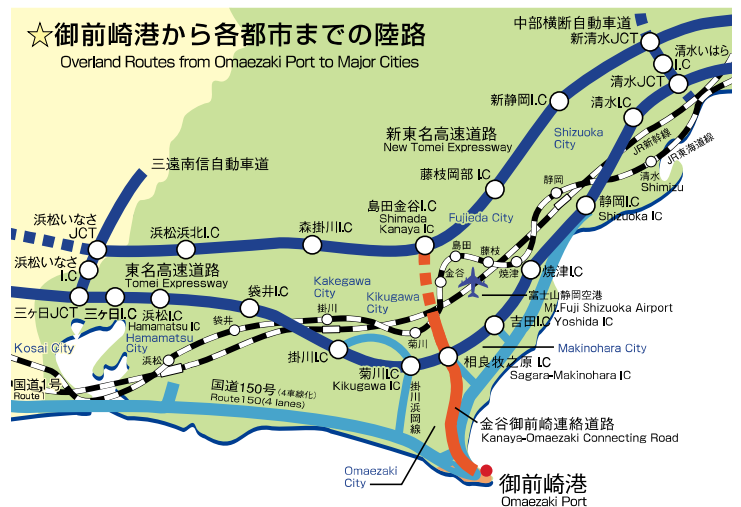 ☆御前崎港から各都市までの陸路
Overland Routes from Omaezaki Port to Major Cities
中部横断自動車道
新清水JCT
清水いはら
I.C
清水JCT
清水I.C
新静岡I.C
新東名高速道路
New Tomei Expressway
Shizuoka
City
JR新幹線
JR東海道線
三遠南信自動車道
藤枝岡部 I.C
静岡
清水
Shimizu
浜松いなさ
JCT
浜松浜北I.C
森掛川I.C
島田金谷I.C
Shimada
Kanaya IC
Fujieda City
静岡I.C
Shizuoka IC
浜松いなさ
I.C
東名高速道路
Tomei Expressway
島田
藤枝
焼津
金谷
焼津I.C
三ヶ日JCT
三ヶ日I.C
浜松I.C
Hamamatsu IC
Hamamatsu
City
袋井I.C
Kakegawa
City
Kikugawa
City
富士山静岡空港
Mt.Fuji Shizuoka Airport
吉田I.C Yoshida IC
Kosai City
浜松
袋井
掛川
菊川
掛川I.C
菊川I.C
Kikugawa IC
相良牧之原 I.C
Sagara-Makinohara IC
Makinohara City
中国道1号
Route1
国道150号(4車線化)
Route150(4 lanes)
掛川浜岡線
金谷御前崎連絡道路
Kanaya-Omaezaki Connecting Road
Omaezaki
City
御前崎港
Omaezaki Port